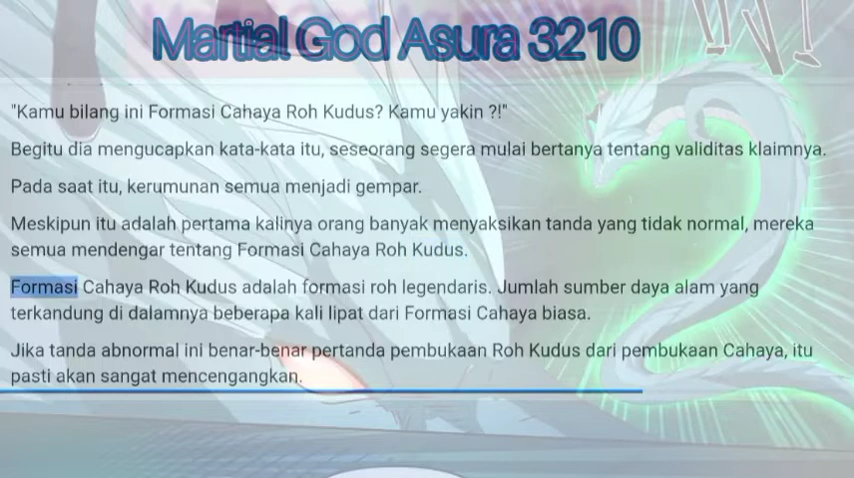 Martial God Asura 3210
"Kamu bilang ini Formasi Cahaya Roh Kudus? Kamu yakin ?!"
Begitu dia mengucapkan kata-kata itu, seseorang segera mulai bertanya tentang validitas klaimnya.
Pada saat itu, kerumunan semua menjadi gempar.
Meskipun itu adalah pertama kalinya orang banyak menyaksikan tanda yang tidak normal, mereka
semua mendengar tentang Formasi Cahaya Roh Kudus.
Formasi Cahaya Roh Kudus adalah formasi roh legendaris. Jumlah sumber daya alam yang
terkandung di dalamnya beberapa kali lipat dari Formasi Cahaya biasa.
Jika tanda abnormal ini benar-benar pertanda pembukaan Roh Kudus dari pembukaan Cahaya, itu
pasti akan sangat mencengangkan.